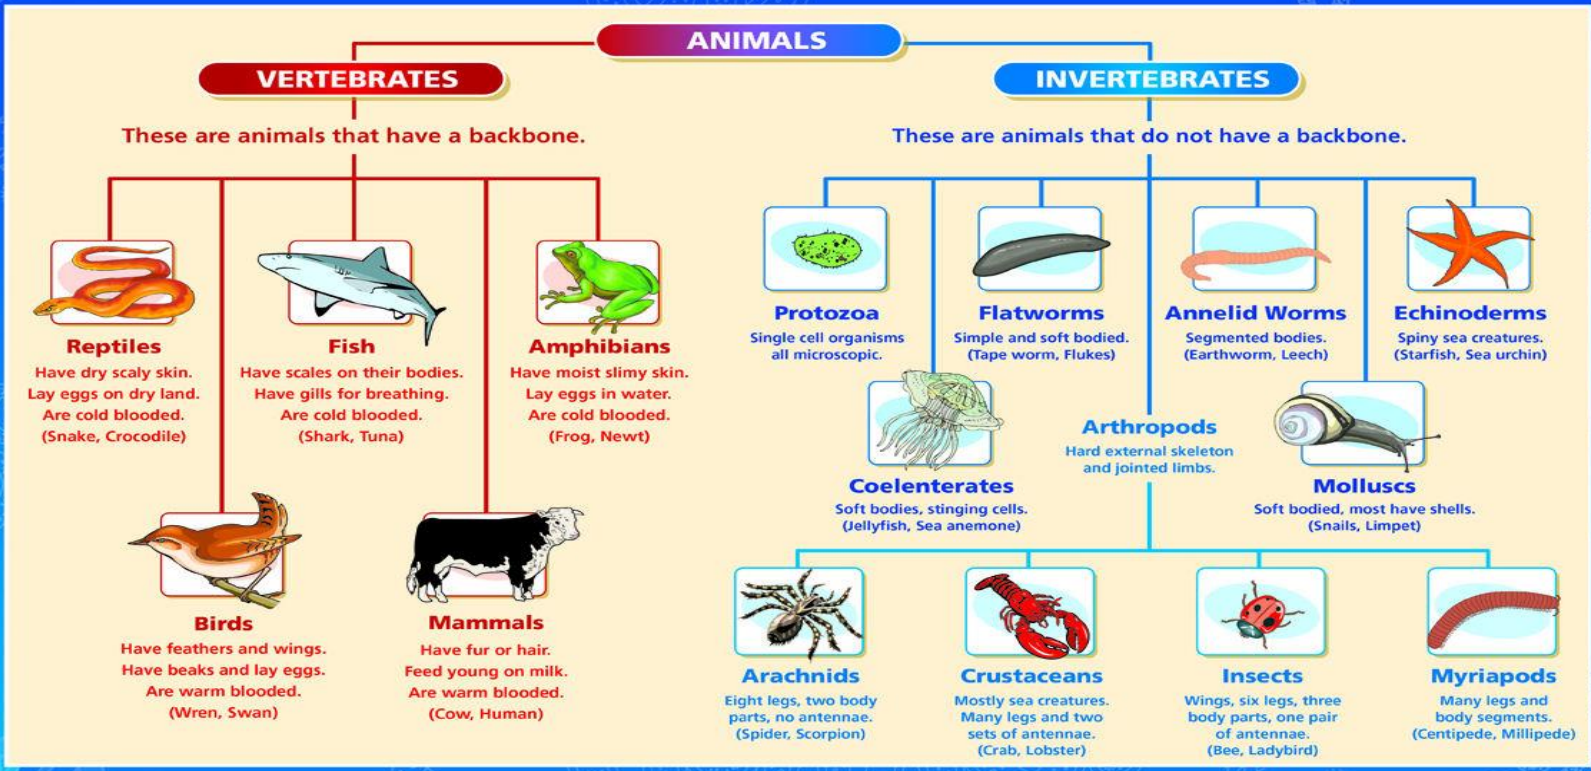 ANIMALS
VERTEBRATES
These are animals that have a backbone.
Reptiles
Have dry scaly skin.
Lay eggs on dry land.
Are cold blooded.
(Snake, Crocodile)
Fish
Have scales on their bodies.
Have gills for breathing.
Are cold blooded.
(Shark, Tuna)
Amphibians
Have moist slimy skin.
Lay eggs in water.
Are cold blooded.
(Frog, Newt)
Birds
Have feathers and wings.
Have beaks and lay eggs.
Are warm blooded.
(Wren, Swan)
Mammals
Have fur or hair.
Feed young on milk.
Are warm blooded.
(Cow, Human)
INVERTEBRATES
These are animals that do not have a backbone.
Protozoa
Single cell organisms
all microscopic.
Flatworms
Simple and soft bodied.
(Tape worm, Flukes)
Annelid Worms
Segmented bodies.
(Earthworm, Leech)
Echinoderms
Spiny sea creatures.
(Starfish, Sea urchin)
Coelenterates
Soft bodies, stinging cells.
(Jellyfish, Sea anemone)
Arthropods
Hard external skeleton
and jointed limbs.
Molluscs
Soft bodied, most have shells.
(Snails, Limpet)
Arachnids
Eight legs, two body
parts, no antennae.
(Spider, Scorpion)
Crustaceans
Mostly sea creatures.
Many legs and two
sets of antennae.
(Crab, Lobster)
Insects
Wings, six legs, three
body parts, one pair
of antennae.
(Bee, Ladybird)
Myriapods
Many legs and
body segments.
(Centipede, Millipede)